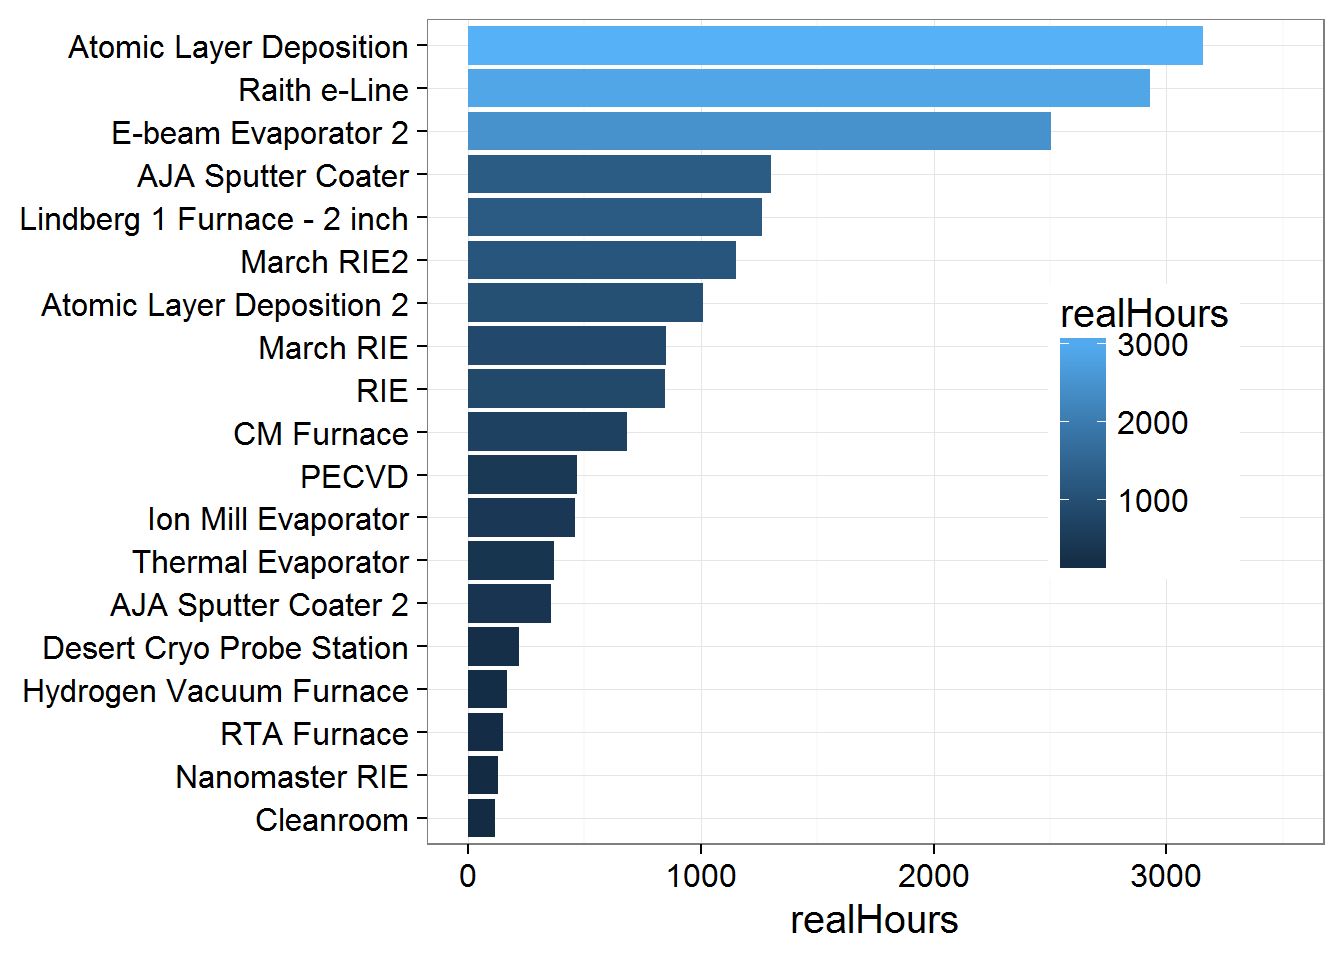 Atomic Layer Deposition
Raith e-Line
E-beam Evaporator 2
AJA Sputter Coater
Lindberg 1 Furnace - 2 inch
March RIE2
Atomic Layer Deposition 2
March RIE
RIE
CM Furnace
PECVD
Ion Mill Evaporator
Thermal Evaporator
AJA Sputter Coater 2
Desert Cryo Probe Station
Hydrogen Vacuum Furnace
RTA Furnace
Nanomaster RIE
Cleanroom
realHours
3000
2000
1000
0 1000 2000 3000
realHours